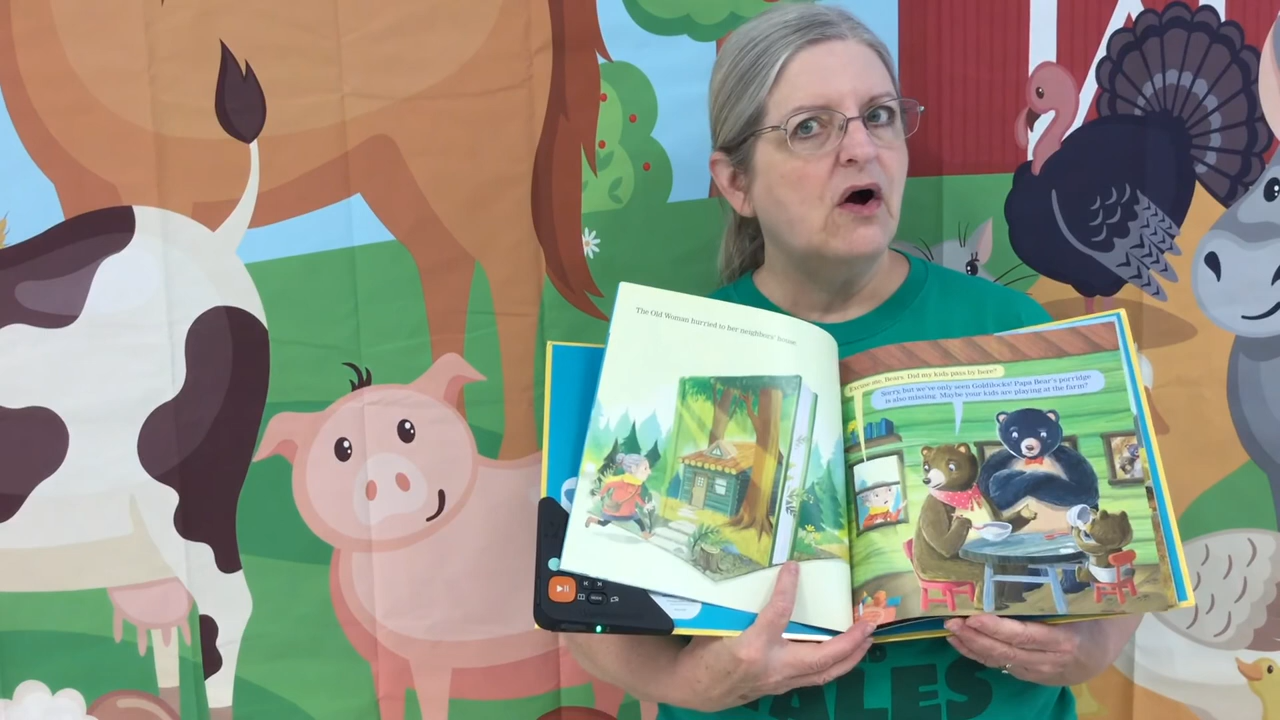 The Old Woman hurried to her neighbors' house.
Excuse me, Bears. Did my kids pass by here?
Sorry, but we've only seen Goldilocks! Papa Bear's porridge
is also missing. Maybe your kids are playing at the farm?
TALES